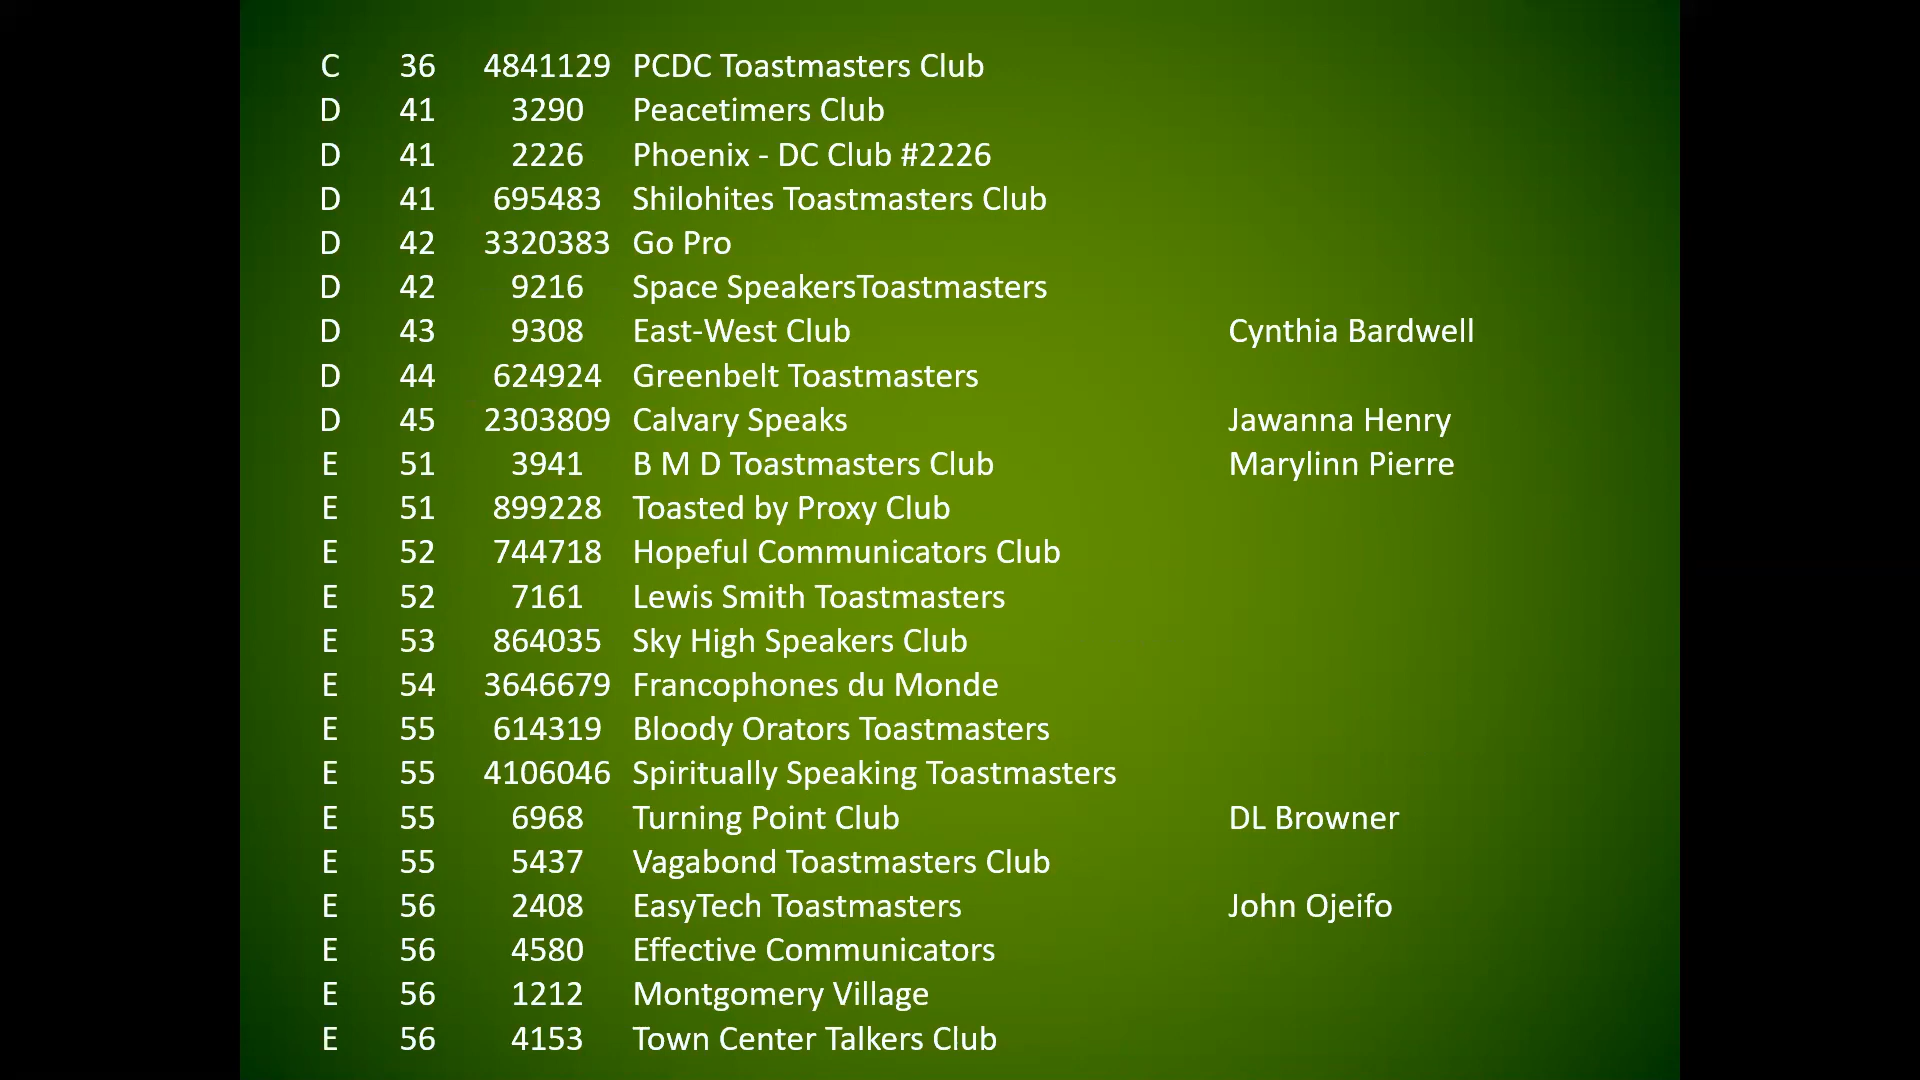 C 36 4841129 PCDC Toastmasters Club
D 41 3290 Peacetimers Club
D 41 2226 Phoenix - DC Club #2226
D 41 695483 Shilohites Toastmasters Club
D 42 3320383 Go Pro
D 42 9216 Space SpeakersToastmasters
D 43 9308 East-West Club Cynthia Bardwell
D 44 624924 Greenbelt Toastmasters
D 45 2303809 Calvary Speaks Jawanna Henry
E 51 3941 B M D Toastmasters Club Marylinn Pierre
E 51 899228 Toasted by Proxy Club
E 52 744718 Hopeful Communicators Club
E 52 7161 Lewis Smith Toastmasters
E 53 864035 Sky High Speakers Club
E 54 3646679 Francophones du Monde
E 55 614319 Bloody Orators Toastmasters
E 55 4106046 Spiritually Speaking Toastmasters
E 55 6968 Turning Point Club DL Browner
E 55 5437 Vagabond Toastmasters Club
E 56 2408 EasyTech Toastmasters John Ojeifo
E 56 4580 Effective Communicators
E 56 1212 Montgomery Village
E 56 4153 Town Center Talkers Club